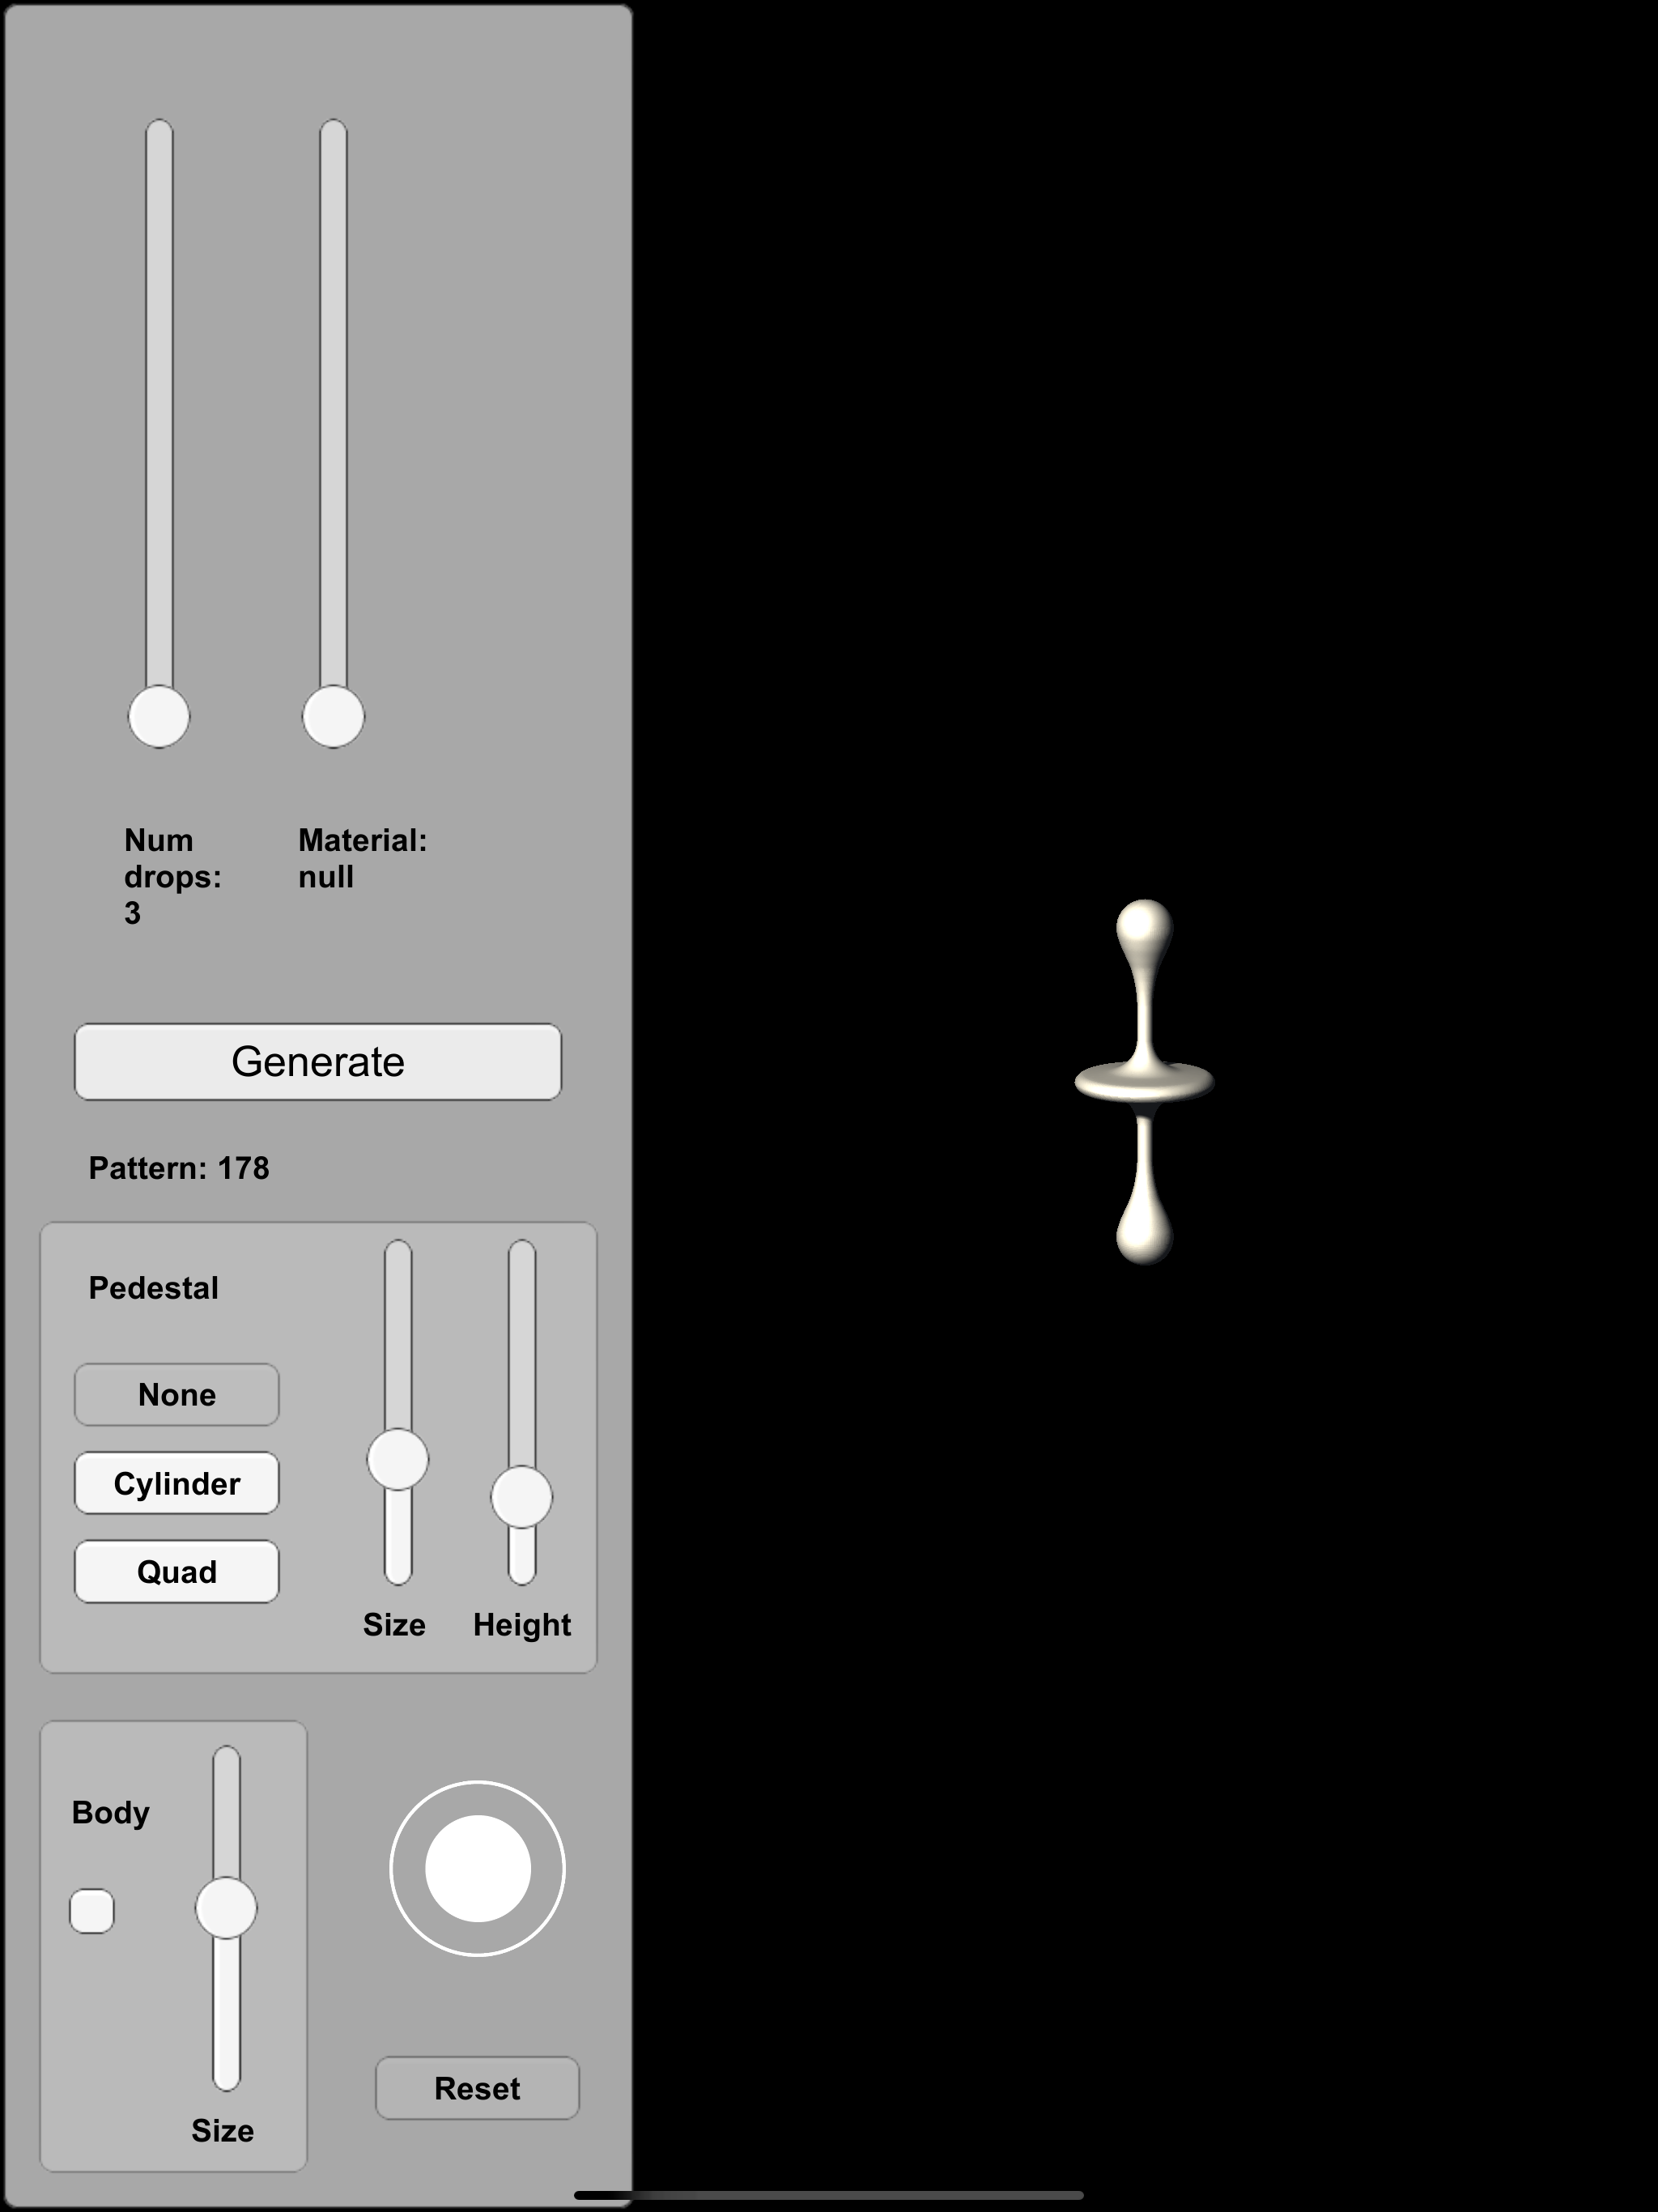 Num
drops:
3
Material:
null
Generate
Pattern: 178
Pedestal
None
Cylinder
Quad
Size
Height
Body
Size
Reset